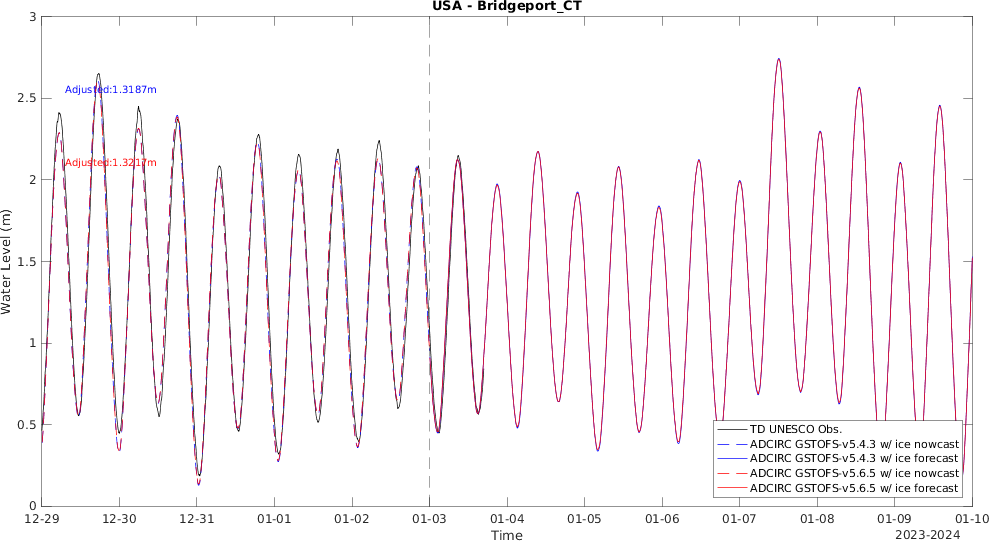 USA - Bridgeport_CT
3
2.5
2
1.5
1
0.5
0
Water Level (m)
Adjusted:1.3187m
Adjusted:1.3217m
TD UNESCO Obs.
ADCIRC GSTOFS-v5.4.3 w/ ice nowcast
ADCIRC GSTOFS-v5.4.3 w/ ice forecast
ADCIRC GSTOFS-v5.6.5 w/ ice nowcast
ADCIRC GSTOFS-v5.6.5 w/ ice forecast
12-29 12-30 12-31 01-01 01-02 01-03 01-04 01-05 01-06 01-07 01-08 01-09 01-10
Time
2023-2024